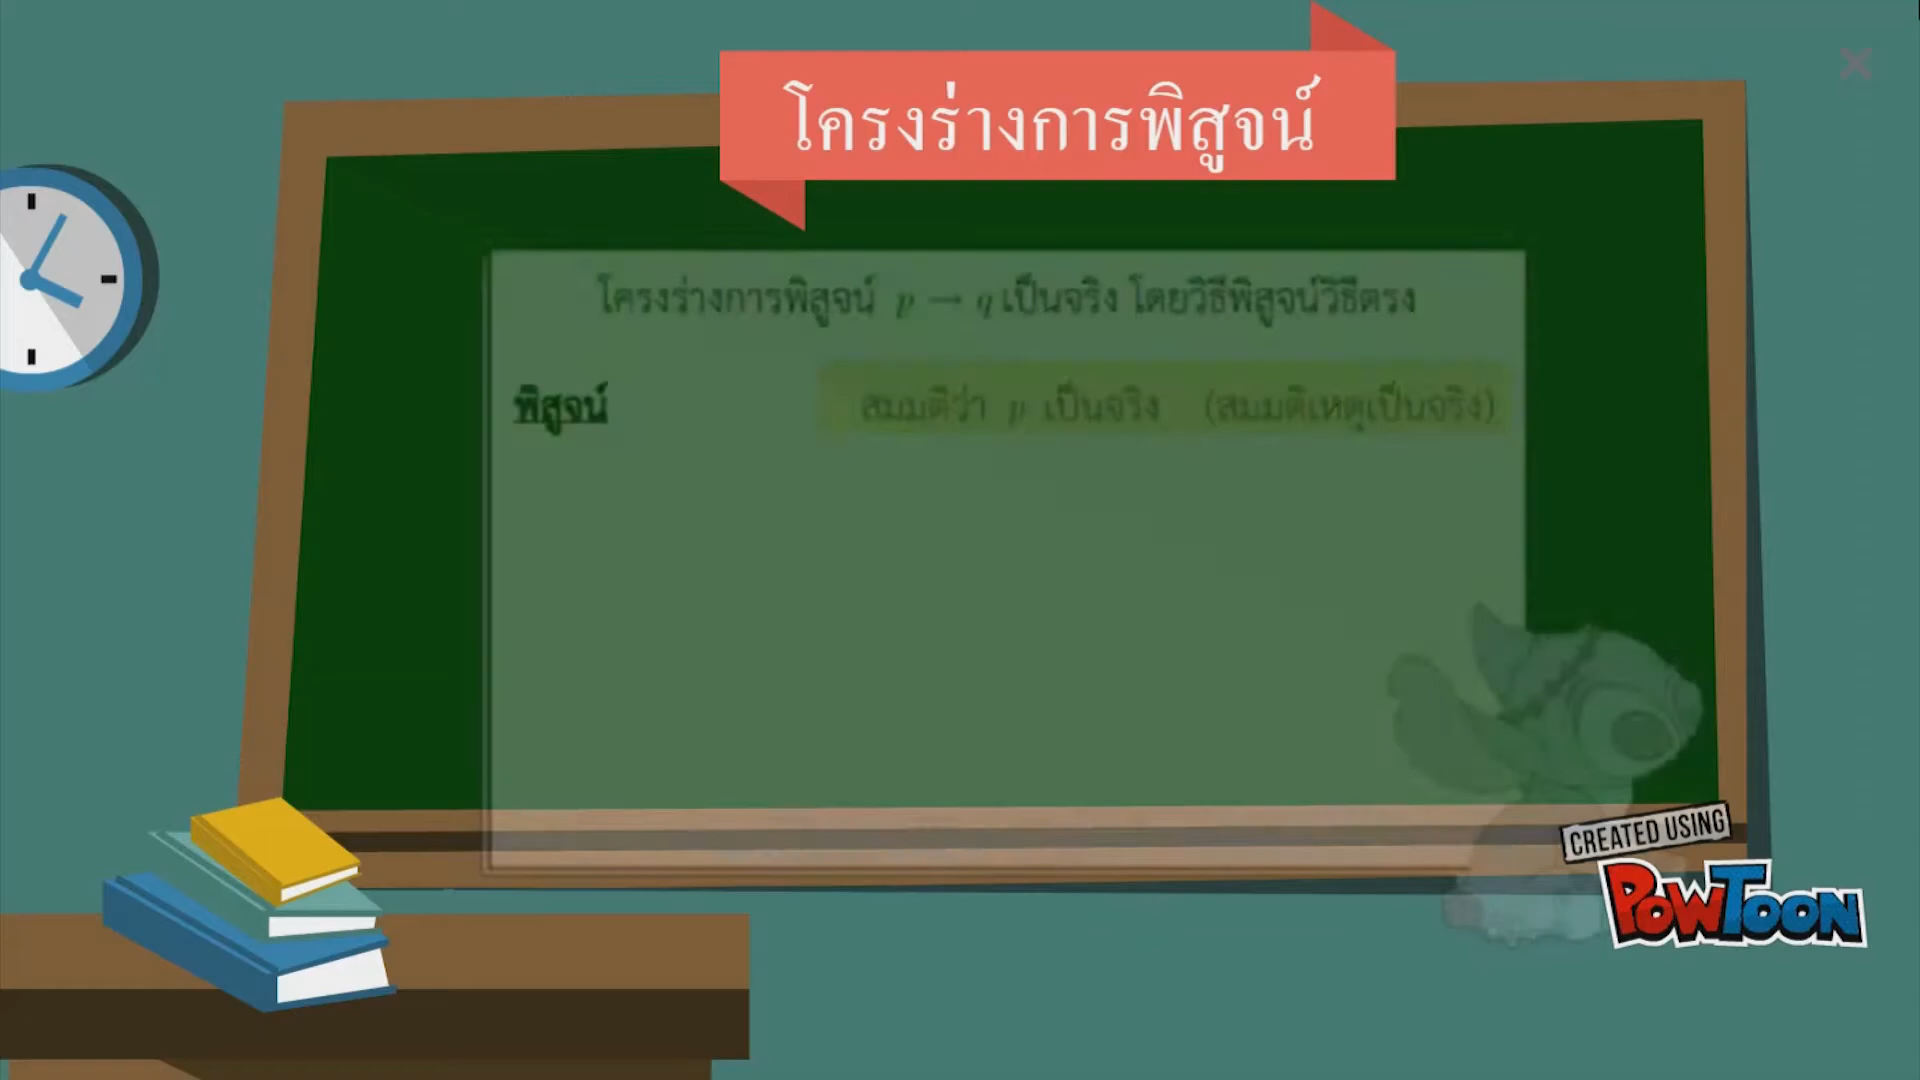 โครงร่างการพิสูจน์
โครงร่างการพิสูจน์ p → q เป็นจริง โดยวิธีพิสูจน์วิธีตรง
พิสูจน์ สมมติว่า p เป็นจริง (สมมติเหตุเป็นจริง)
CREATED USING
POWTOON